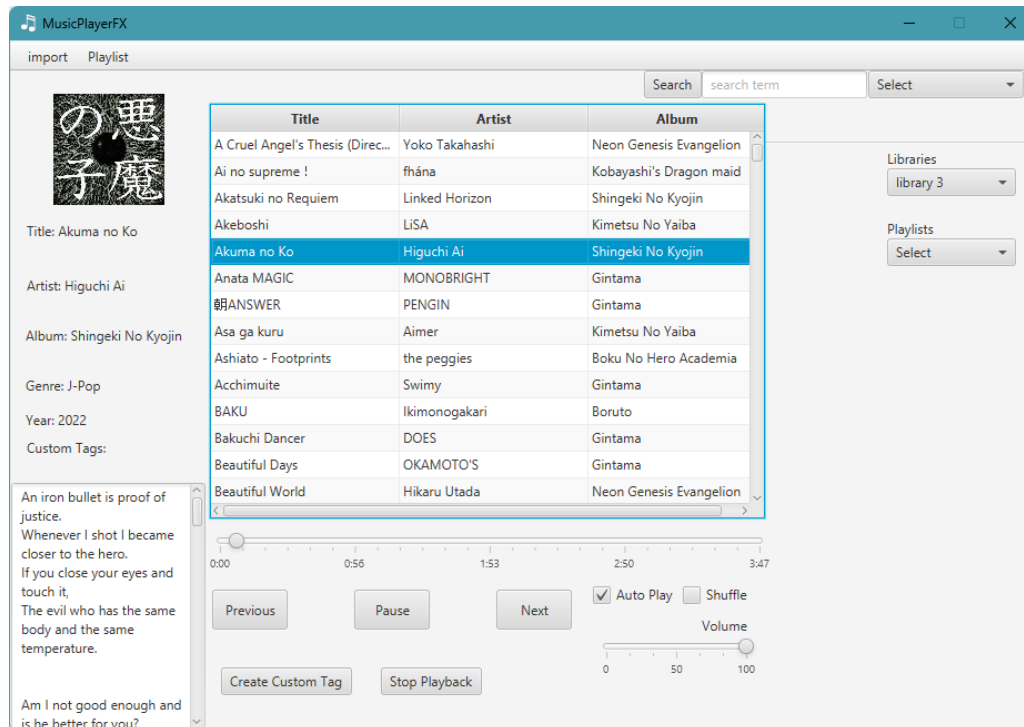 MusicPlayerFX
import Playlist
Search search term Select
悪魔
の子
Title: Akuma no Ko
Artist: Higuchi Ai
Album: Shingeki No Kyojin
Genre: J-Pop
Year: 2022
Custom Tags:
An iron bullet is proof of
justice.
Whenever I shot I became
closer to the hero.
If you close your eyes and
touch it,
The evil who has the same
body and the same
temperature.
Am I not good enough and
is he better for you?
Title Artist Album
A Cruel Angel's Thesis (Direc... Yoko Takahashi Neon Genesis Evangelion
Ai no supreme ! fhána Kobayashi's Dragon maid
Akatsuki no Requiem Linked Horizon Shingeki No Kyojin
Akeboshi LiSA Kimetsu No Yaiba
Akuma no Ko Higuchi Ai Shingeki No Kyojin
Anata MAGIC MONOBRIGHT Gintama
朝ANSWER PENGIN Gintama
Asa ga kuru Aimer Kimetsu No Yaiba
Ashiato - Footprints the peggies Boku No Hero Academia
Acchimuite Swimy Gintama
BAKU Ikimonogakari Boruto
Bakuchi Dancer DOES Gintama
Beautiful Days OKAMOTO'S Gintama
Beautiful World Hikaru Utada Neon Genesis Evangelion
0:00 0:56 1:53 2:50 3:47
Previous Pause Next
Auto Play Shuffle
Volume
0 50 100
Create Custom Tag Stop Playback
Libraries
library 3
Playlists
Select